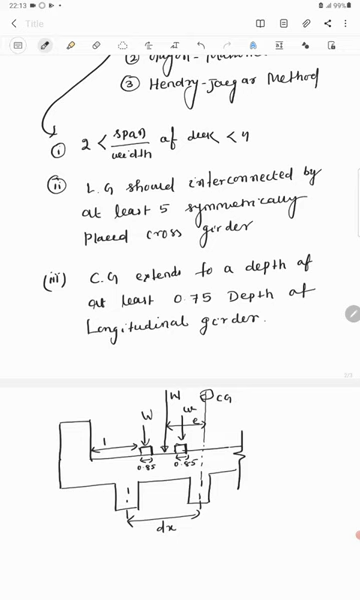 22:13
81%
Title
③ Hendry-Jaegar Method
(i) 2 < span/width of deck < 4
(ii) L.G should interconnected by
at least 5 symmetrically
placed cross girder
(iii) C.G extends to a depth of
at least 0.75 Depth of
Longitudinal girder.
W
W
W
CG
e
1
0.85
0.85
dx